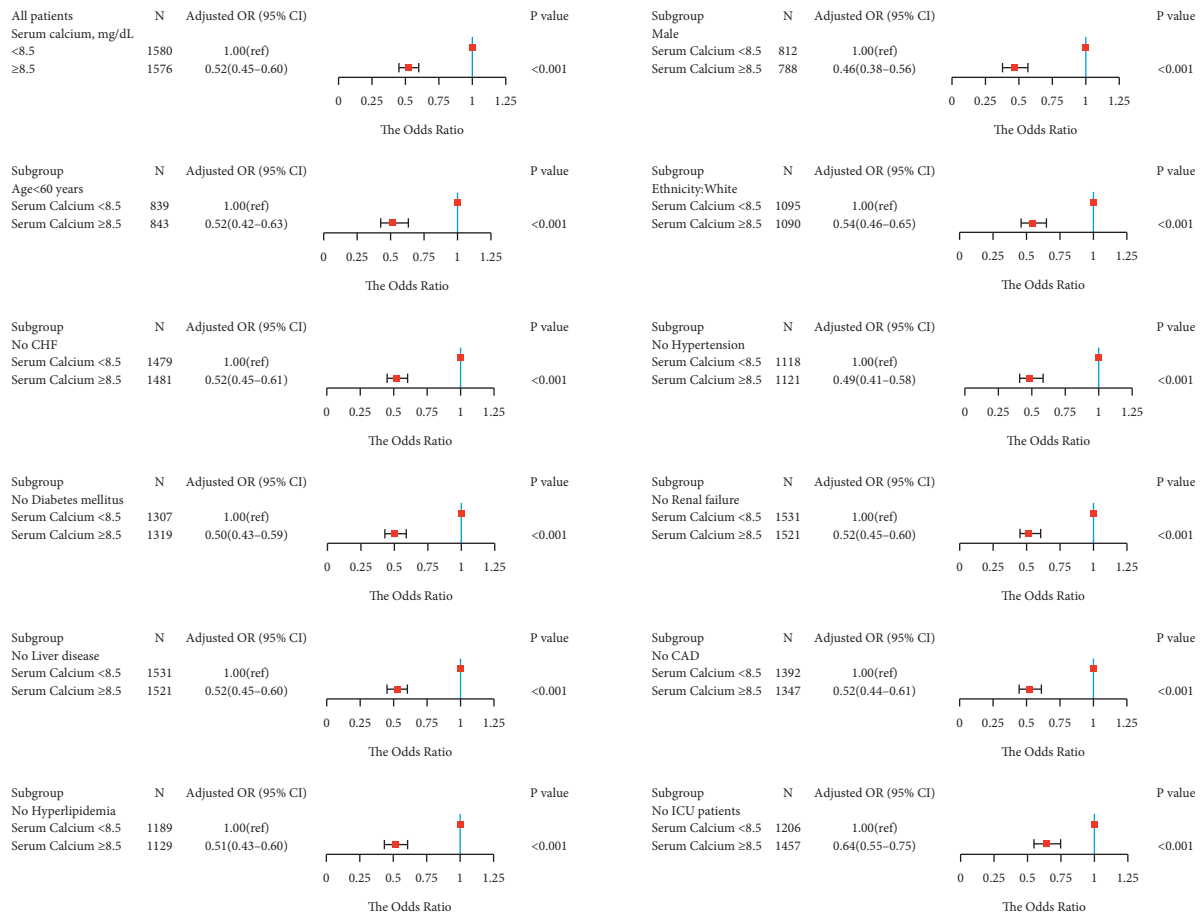 All patients N Adjusted OR (95% CI) P value
Serum calcium, mg/dL
<8.5 1580 1.00(ref)
≥8.5 1576 0.52(0.45–0.60) <0.001
0 0.25 0.5 0.75 1 1.25
The Odds Ratio
Subgroup N Adjusted OR (95% CI) P value
Male
Serum Calcium <8.5 812 1.00(ref)
Serum Calcium ≥8.5 788 0.46(0.38–0.56) <0.001
0 0.25 0.5 0.75 1 1.25
The Odds Ratio
Subgroup N Adjusted OR (95% CI) P value
Age<60 years
Serum Calcium <8.5 839 1.00(ref)
Serum Calcium ≥8.5 843 0.52(0.42–0.63) <0.001
0 0.25 0.5 0.75 1 1.25
The Odds Ratio
Subgroup N Adjusted OR (95% CI) P value
Ethnicity:White
Serum Calcium <8.5 1095 1.00(ref)
Serum Calcium ≥8.5 1090 0.54(0.46–0.65) <0.001
0 0.25 0.5 0.75 1 1.25
The Odds Ratio
Subgroup N Adjusted OR (95% CI) P value
No CHF
Serum Calcium <8.5 1479 1.00(ref)
Serum Calcium ≥8.5 1481 0.52(0.45–0.61) <0.001
0 0.25 0.5 0.75 1 1.25
The Odds Ratio
Subgroup N Adjusted OR (95% CI) P value
No Hypertension
Serum Calcium <8.5 1118 1.00(ref)
Serum Calcium ≥8.5 1121 0.49(0.41–0.58) <0.001
0 0.25 0.5 0.75 1 1.25
The Odds Ratio
Subgroup N Adjusted OR (95% CI) P value
No Diabetes mellitus
Serum Calcium <8.5 1307 1.00(ref)
Serum Calcium ≥8.5 1319 0.50(0.43–0.59) <0.001
0 0.25 0.5 0.75 1 1.25
The Odds Ratio
Subgroup N Adjusted OR (95% CI) P value
No Renal failure
Serum Calcium <8.5 1531 1.00(ref)
Serum Calcium ≥8.5 1521 0.52(0.45–0.60) <0.001
0 0.25 0.5 0.75 1 1.25
The Odds Ratio
Subgroup N Adjusted OR (95% CI) P value
No Liver disease
Serum Calcium <8.5 1531 1.00(ref)
Serum Calcium ≥8.5 1521 0.52(0.45–0.60) <0.001
0 0.25 0.5 0.75 1 1.25
The Odds Ratio
Subgroup N Adjusted OR (95% CI) P value
No CAD
Serum Calcium <8.5 1392 1.00(ref)
Serum Calcium ≥8.5 1347 0.52(0.44–0.61) <0.001
0 0.25 0.5 0.75 1 1.25
The Odds Ratio
Subgroup N Adjusted OR (95% CI) P value
No Hyperlipidemia
Serum Calcium <8.5 1189 1.00(ref)
Serum Calcium ≥8.5 1129 0.51(0.43–0.60) <0.001
0 0.25 0.5 0.75 1 1.25
The Odds Ratio
Subgroup N Adjusted OR (95% CI) P value
No ICU patients
Serum Calcium <8.5 1206 1.00(ref)
Serum Calcium ≥8.5 1457 0.64(0.55–0.75) <0.001
0 0.25 0.5 0.75 1 1.25
The Odds Ratio